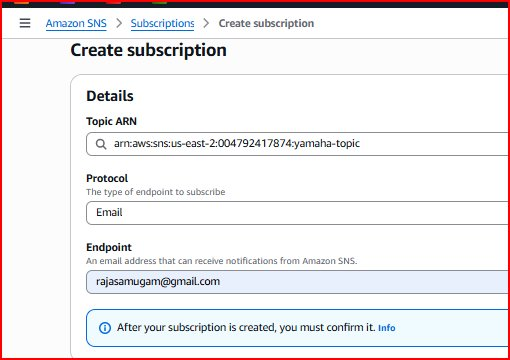 Amazon SNS > Subscriptions > Create subscription
Create subscription
Details
Topic ARN
arn:aws:sns:us-east-2:004792417874:yamaha-topic
Protocol
The type of endpoint to subscribe
Email
Endpoint
An email address that can receive notifications from Amazon SNS.
rajasamugam@gmail.com
After your subscription is created, you must confirm it. Info